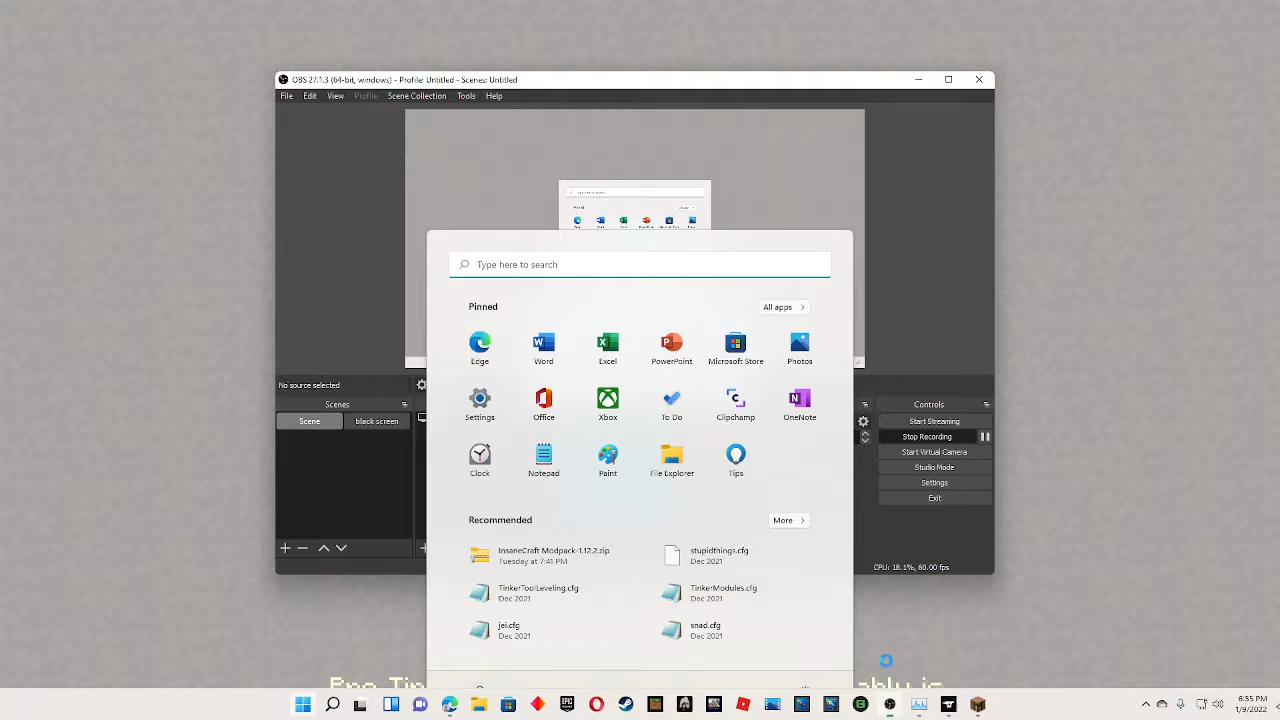 OBS 27.1.3 (64-bit, windows) - Profile: Untitled - Scenes: Untitled
File Edit View Profile Scene Collection Tools Help
Type here to search
Pinned
All apps
Edge Word Excel PowerPoint Microsoft Store Photos
Settings Office Xbox To Do Clipchamp OneNote
Clock Notepad Paint File Explorer Tips
Recommended
More
InsaneCraft Modpack-1.12.2.zip
Tuesday at 7:41 PM
stupidthings.cfg
Dec 2021
TinkerToolLeveling.cfg
Dec 2021
TinkerModules.cfg
Dec 2021
jei.cfg
Dec 2021
snad.cfg
Dec 2021
No source selected
Scenes
Scene
black screen
Controls
Start Streaming
Stop Recording
Start Virtual Camera
Studio Mode
Settings
Exit
CPU: 18.1%, 60.00 fps
EPIC
1/9/2022